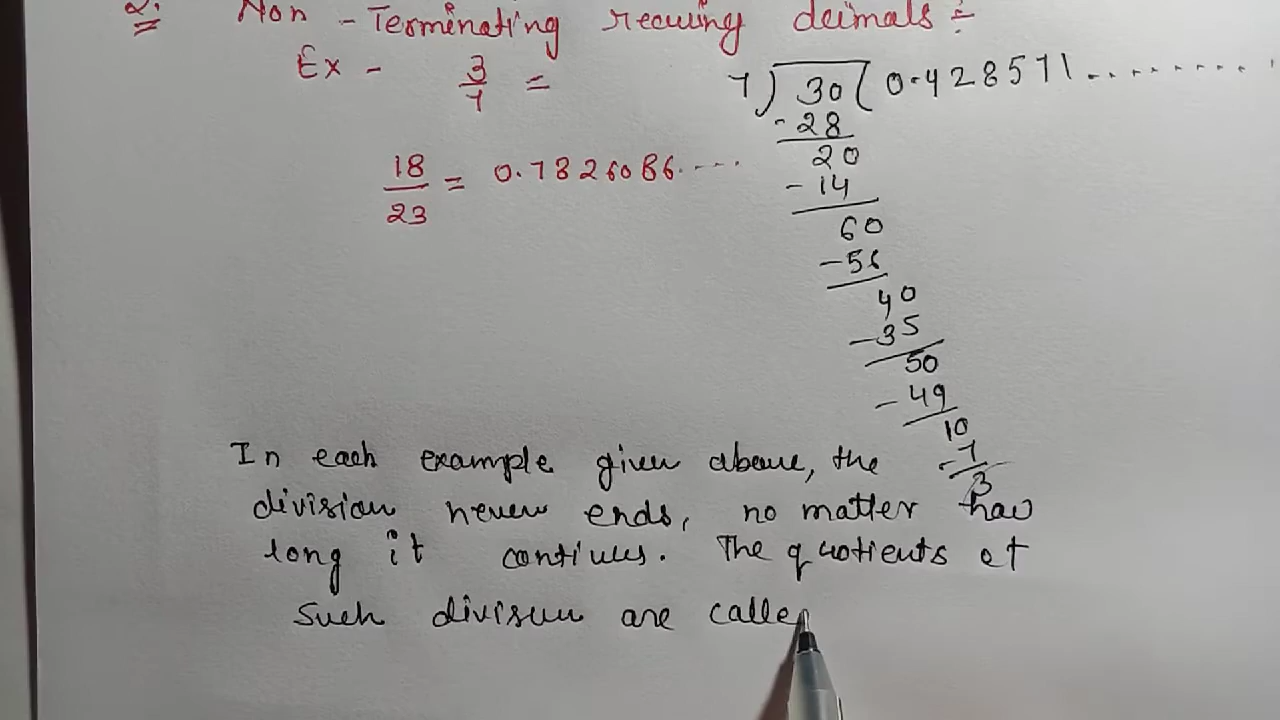 2. Non - Terminating recuring decimals :-
Ex - 3/7 =
7) 30 ( 0.428571..........
- 28
20
- 14
60
- 56
40
- 35
50
- 49
10
- 7
3
18/23 = 0.7826086.....
In each example given above, the
division never ends, no matter how
long it continues. The quotients of
such division are calle